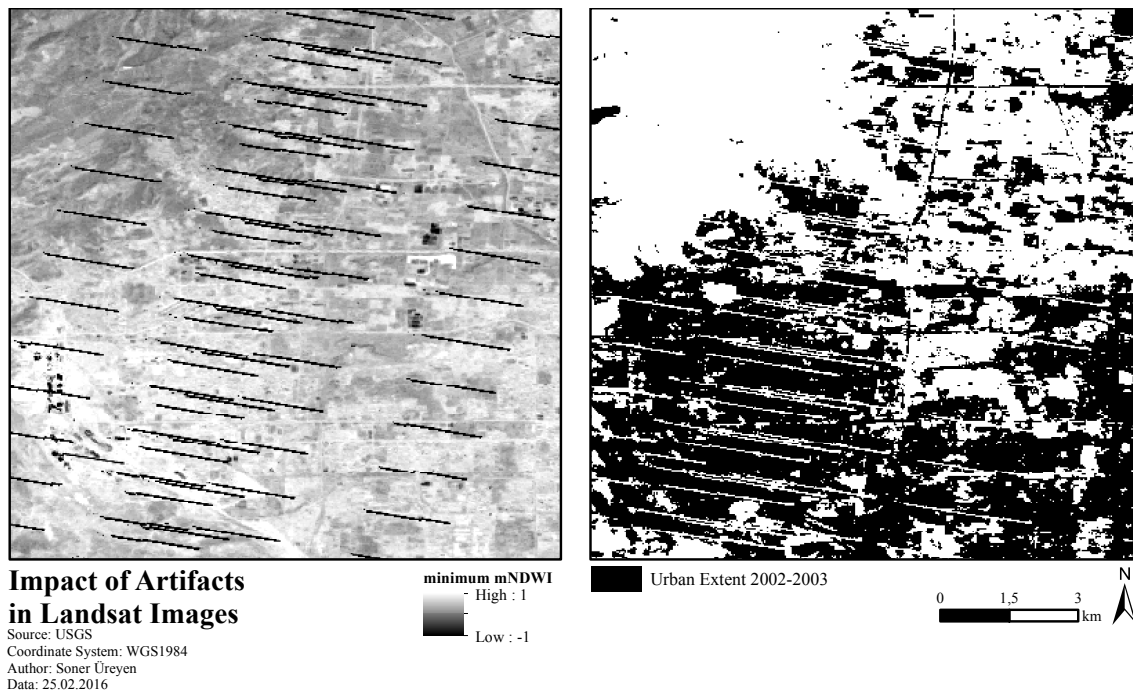 Impact of Artifacts
in Landsat Images
Source: USGS
Coordinate System: WGS1984
Author: Soner Üreyen
Data: 25.02.2016
minimum mNDWI
High : 1
Low : -1
Urban Extent 2002-2003
0 1,5 3
km
N